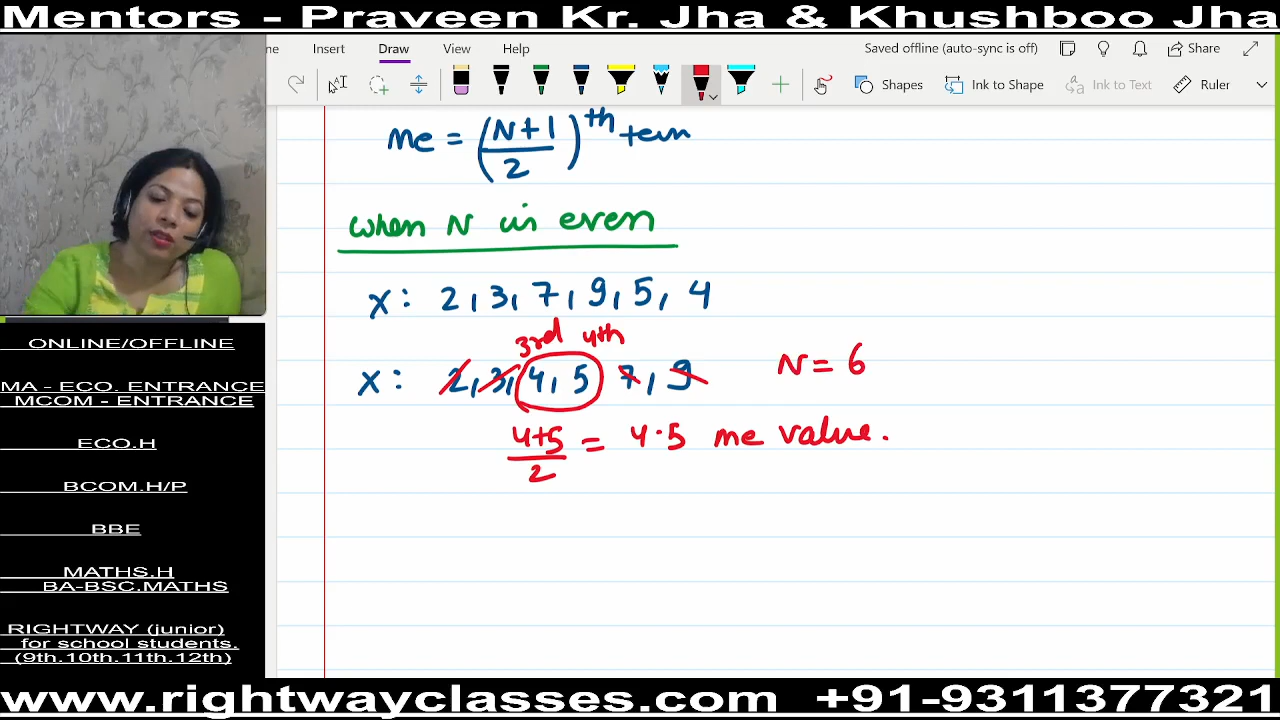 Mentors - Praveen Kr. Jha & Khushboo Jha
Insert Draw View Help Saved offline (auto-sync is off) Share
Shapes Ink to Shape Ink to Text Ruler
me = (N+1/2)th term
when N is even
x: 2, 3, 7, 9, 5, 4
3rd 4th
x: 2, 3, 4, 5 7, 9 N = 6
4+5/2 = 4.5 me value.
ONLINE/OFFLINE
MA - ECO. ENTRANCE
MCOM - ENTRANCE
ECO.H
BCOM.H/P
BBE
MATHS.H
BA-BSC.MATHS
RIGHTWAY (junior)
for school students.
(9th.10th.11th.12th)
www.rightwayclasses.com +91-9311377321